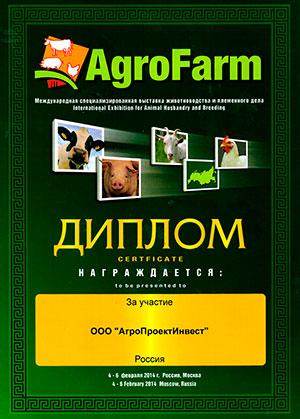 AgroFarm
Международная специализированная выставка животноводства и племенного дела
International Exhibition for Animal Husbandry and Breeding
ДИПЛОМ
CERTFICATE
НАГРАЖДАЕТСЯ:
to be presented to
За участие
ООО "АгроПроектИнвест"
Россия
4 - 6 февраля 2014 г. Россия, Москва
4 - 6 February 2014 Moscow, Russia